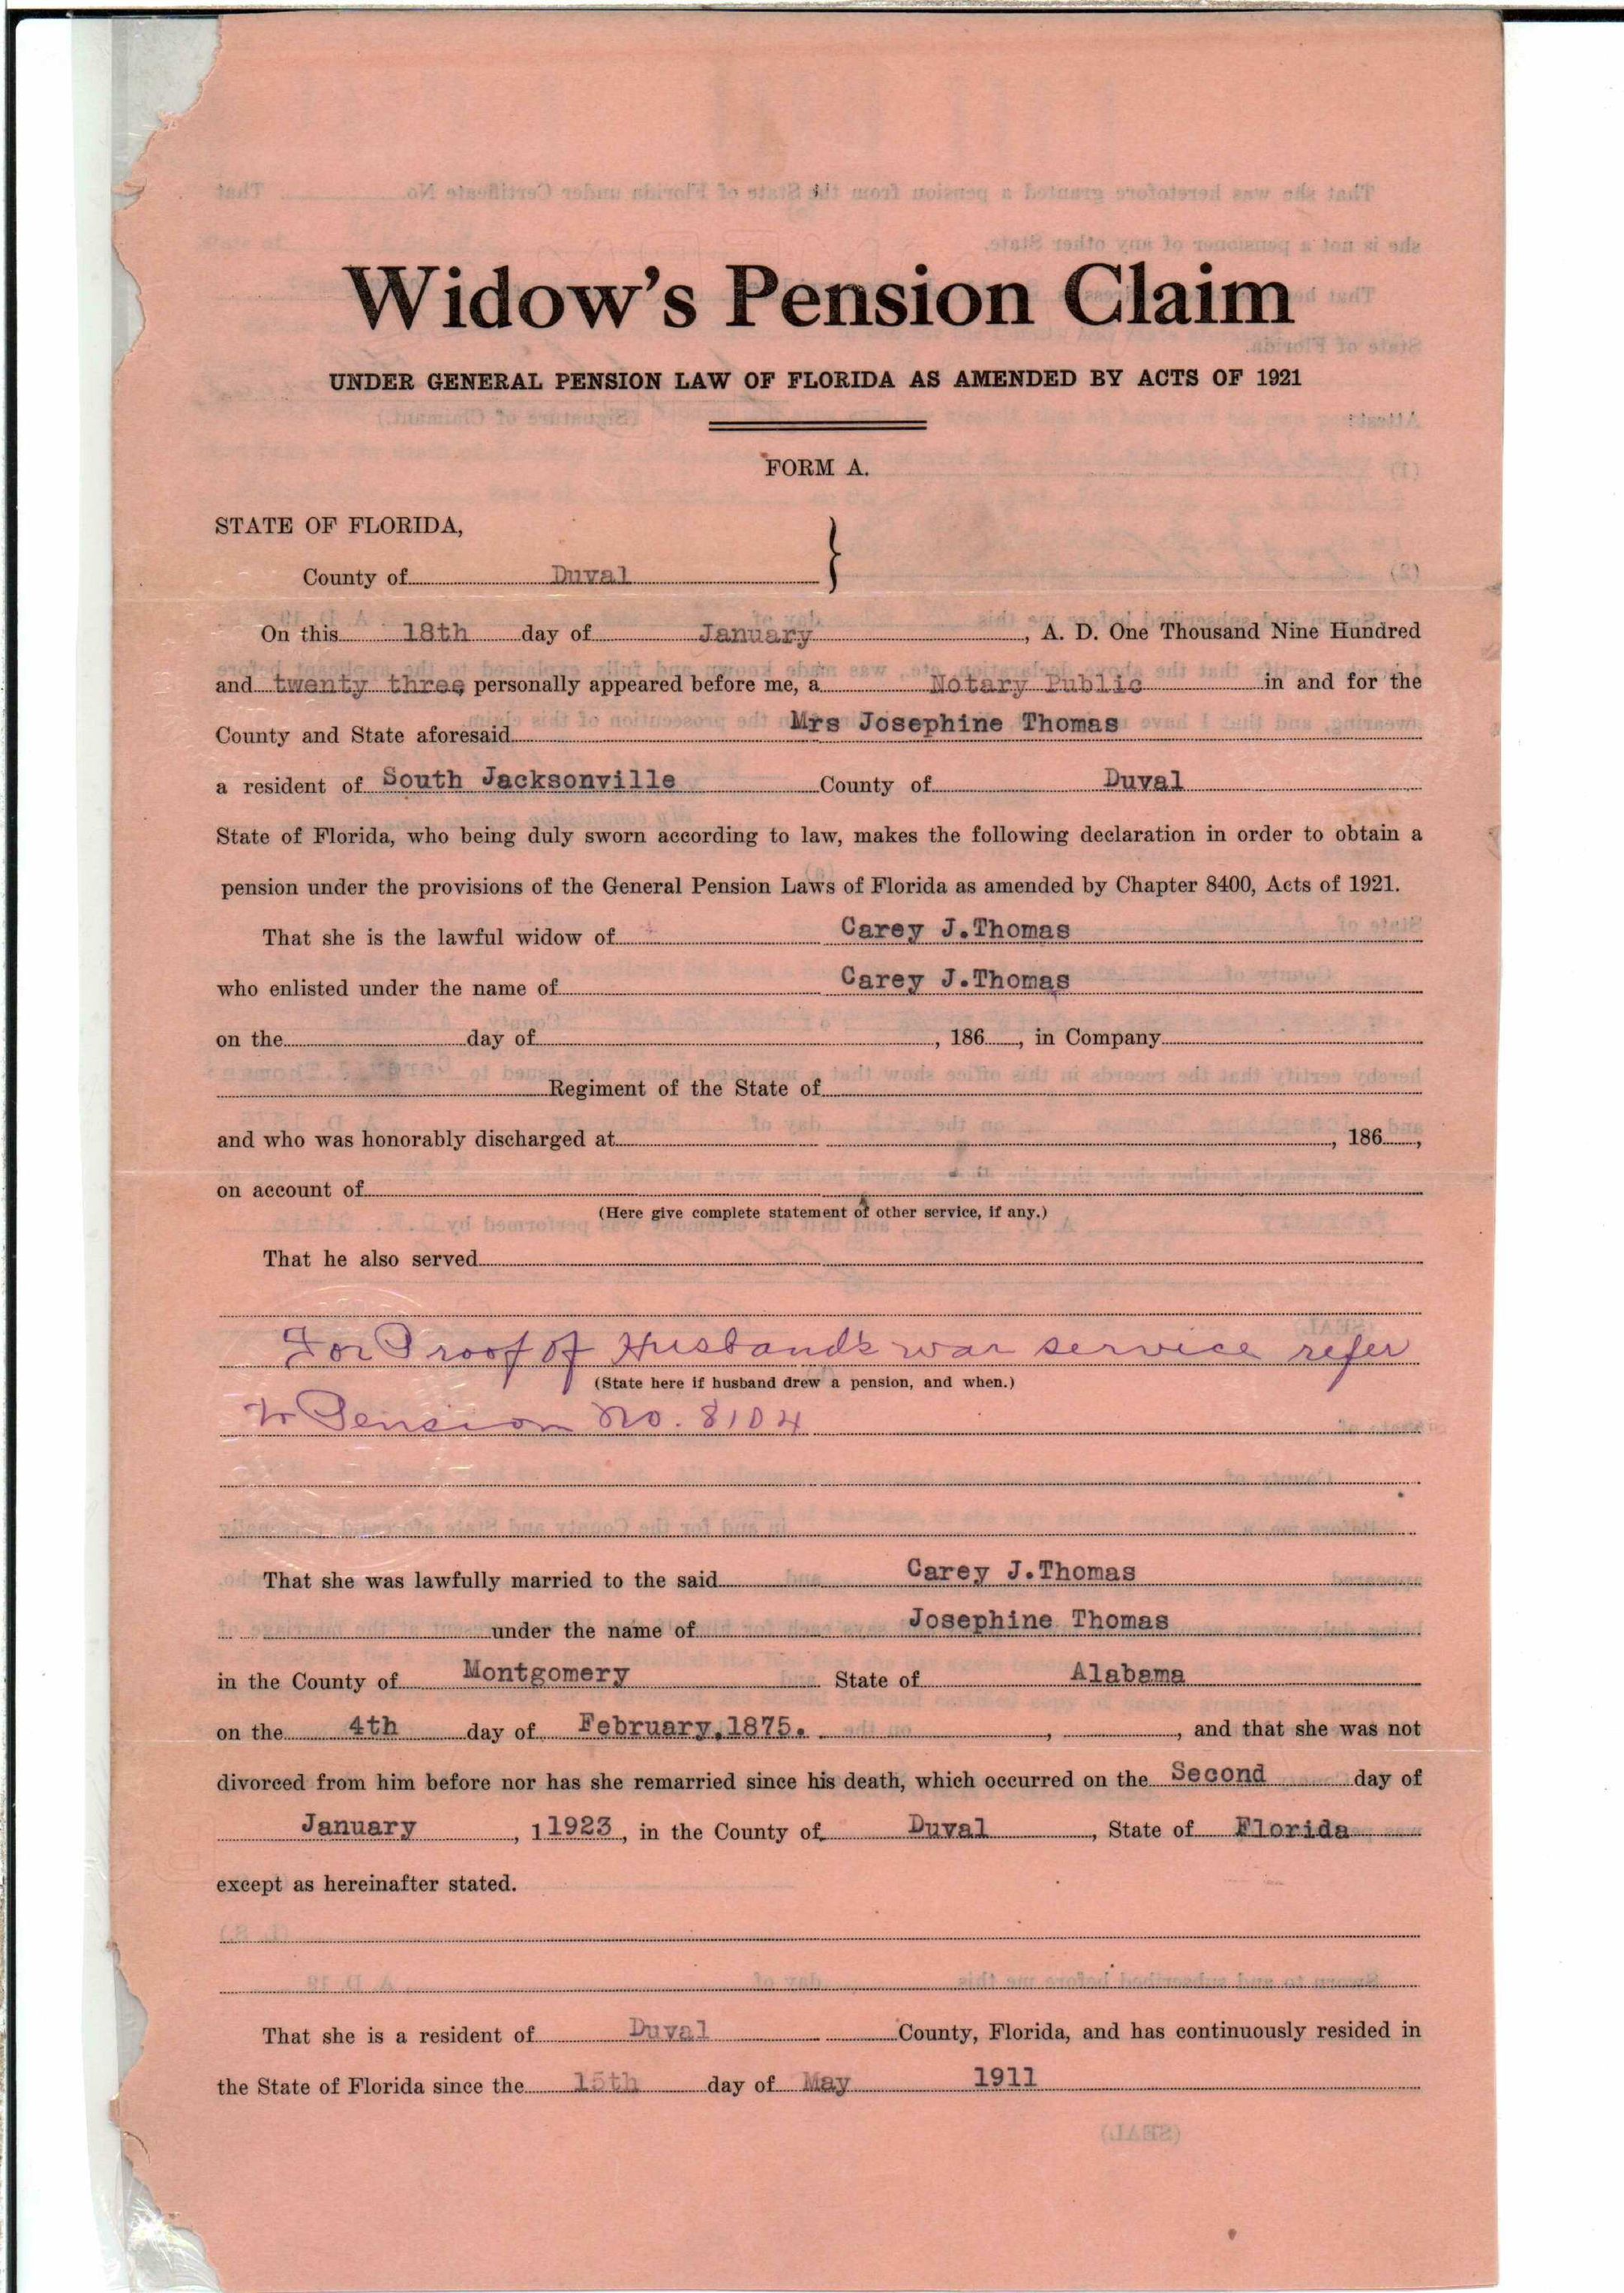 Widow's Pension Claim
UNDER GENERAL PENSION LAW OF FLORIDA AS AMENDED BY ACTS OF 1921
FORM A.
STATE OF FLORIDA,
County of Duval }
On this 18th day of January, A. D. One Thousand Nine Hundred
and twenty three personally appeared before me, a Notary Public in and for the
County and State aforesaid Mrs Josephine Thomas
a resident of South Jacksonville County of Duval
State of Florida, who being duly sworn according to law, makes the following declaration in order to obtain a
pension under the provisions of the General Pension Laws of Florida as amended by Chapter 8400, Acts of 1921.
That she is the lawful widow of Carey J.Thomas
who enlisted under the name of Carey J.Thomas
on the day of , 186 , in Company
Regiment of the State of
and who was honorably discharged at , 186 ,
on account of
(Here give complete statement of other service, if any.)
That he also served
For Proof of Husband's war service refer
(State here if husband drew a pension, and when.)
to Pension No. 8104
That she was lawfully married to the said Carey J.Thomas
under the name of Josephine Thomas
in the County of Montgomery State of Alabama
on the 4th day of February,1875. , , and that she was not
divorced from him before nor has she remarried since his death, which occurred on the Second day of
January , 11923, in the County of Duval , State of Florida
except as hereinafter stated.
That she is a resident of Duval County, Florida, and has continuously resided in
the State of Florida since the 15th day of May 1911